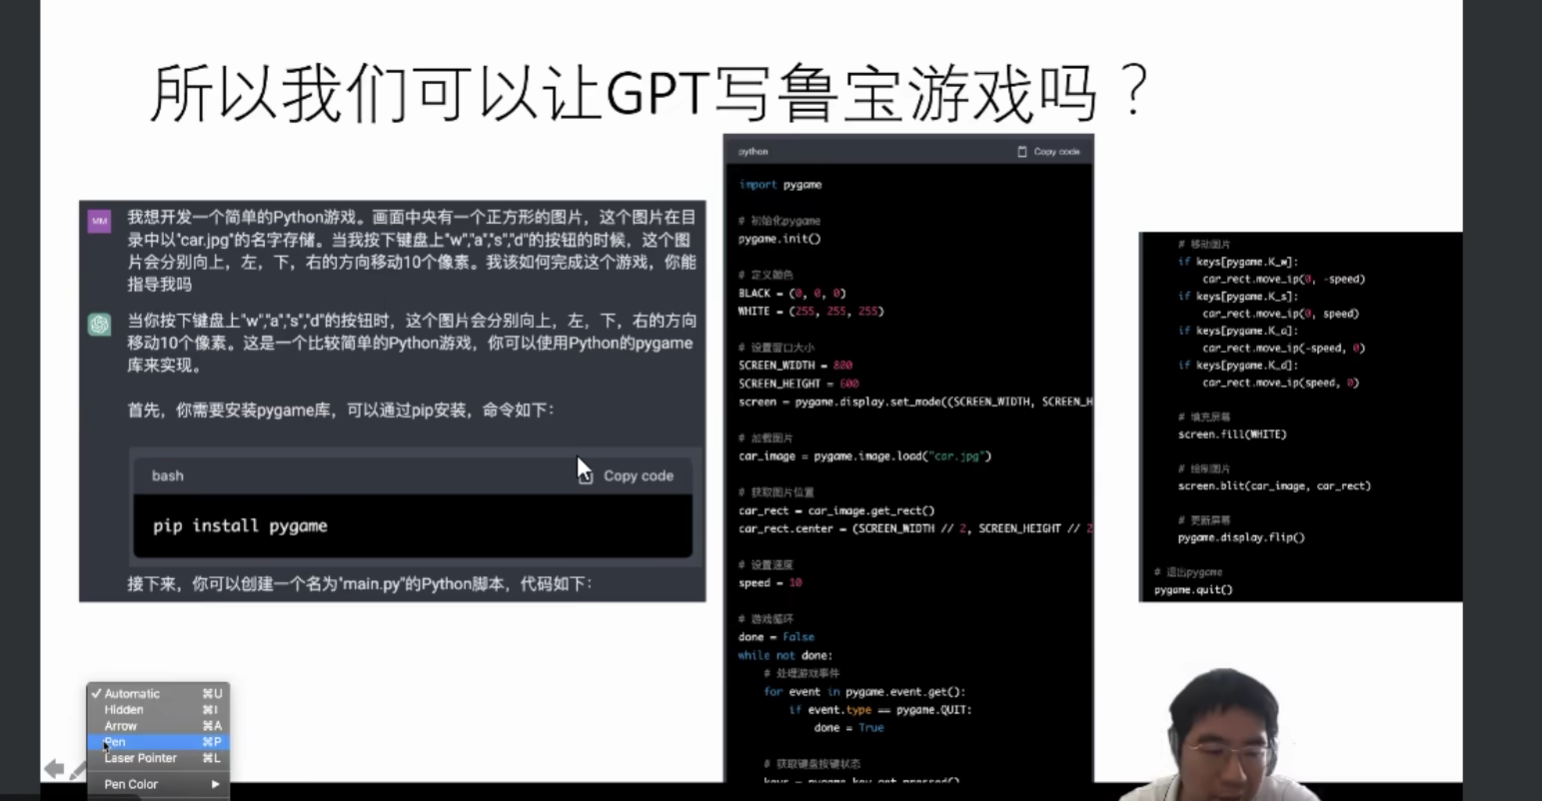 所以我们可以让GPT写鲁宝游戏吗？
MM
我想开发一个简单的Python游戏。画面中央有一个正方形的图片，这个图片在目
录中以"car.jpg"的名字存储。当我按下键盘上"w","a","s","d"的按钮的时候，这个图
片会分别向上，左，下，右的方向移动10个像素。我该如何完成这个游戏，你能
指导我吗
当你按下键盘上"w","a","s","d"的按钮时，这个图片会分别向上，左，下，右的方向
移动10个像素。这是一个比较简单的Python游戏，你可以使用Python的pygame
库来实现。
首先，你需要安装pygame库，可以通过pip安装，命令如下：
bash
Copy code
pip install pygame
接下来，你可以创建一个名为"main.py"的Python脚本，代码如下：
python
Copy code
import pygame
# 初始化pygame
pygame.init()
# 定义颜色
BLACK = (0, 0, 0)
WHITE = (255, 255, 255)
# 设置窗口大小
SCREEN_WIDTH = 800
SCREEN_HEIGHT = 600
screen = pygame.display.set_mode((SCREEN_WIDTH, SCREEN_H
# 加载图片
car_image = pygame.image.load("car.jpg")
# 获取图片位置
car_rect = car_image.get_rect()
car_rect.center = (SCREEN_WIDTH // 2, SCREEN_HEIGHT // 2
# 设置速度
speed = 10
# 游戏循环
done = False
while not done:
# 处理游戏事件
for event in pygame.event.get():
if event.type == pygame.QUIT:
done = True
# 获取键盘按键状态
keys = pygame.key.get_pressed()
# 移动图片
if keys[pygame.K_w]:
car_rect.move_ip(0, -speed)
if keys[pygame.K_s]:
car_rect.move_ip(0, speed)
if keys[pygame.K_a]:
car_rect.move_ip(-speed, 0)
if keys[pygame.K_d]:
car_rect.move_ip(speed, 0)
# 填充屏幕
screen.fill(WHITE)
# 绘制图片
screen.blit(car_image, car_rect)
# 更新屏幕
pygame.display.flip()
# 退出pygame
pygame.quit()
✓ Automatic ⌘U
Hidden ⌘I
Arrow ⌘A
Pen ⌘P
Laser Pointer ⌘L
Pen Color ▶